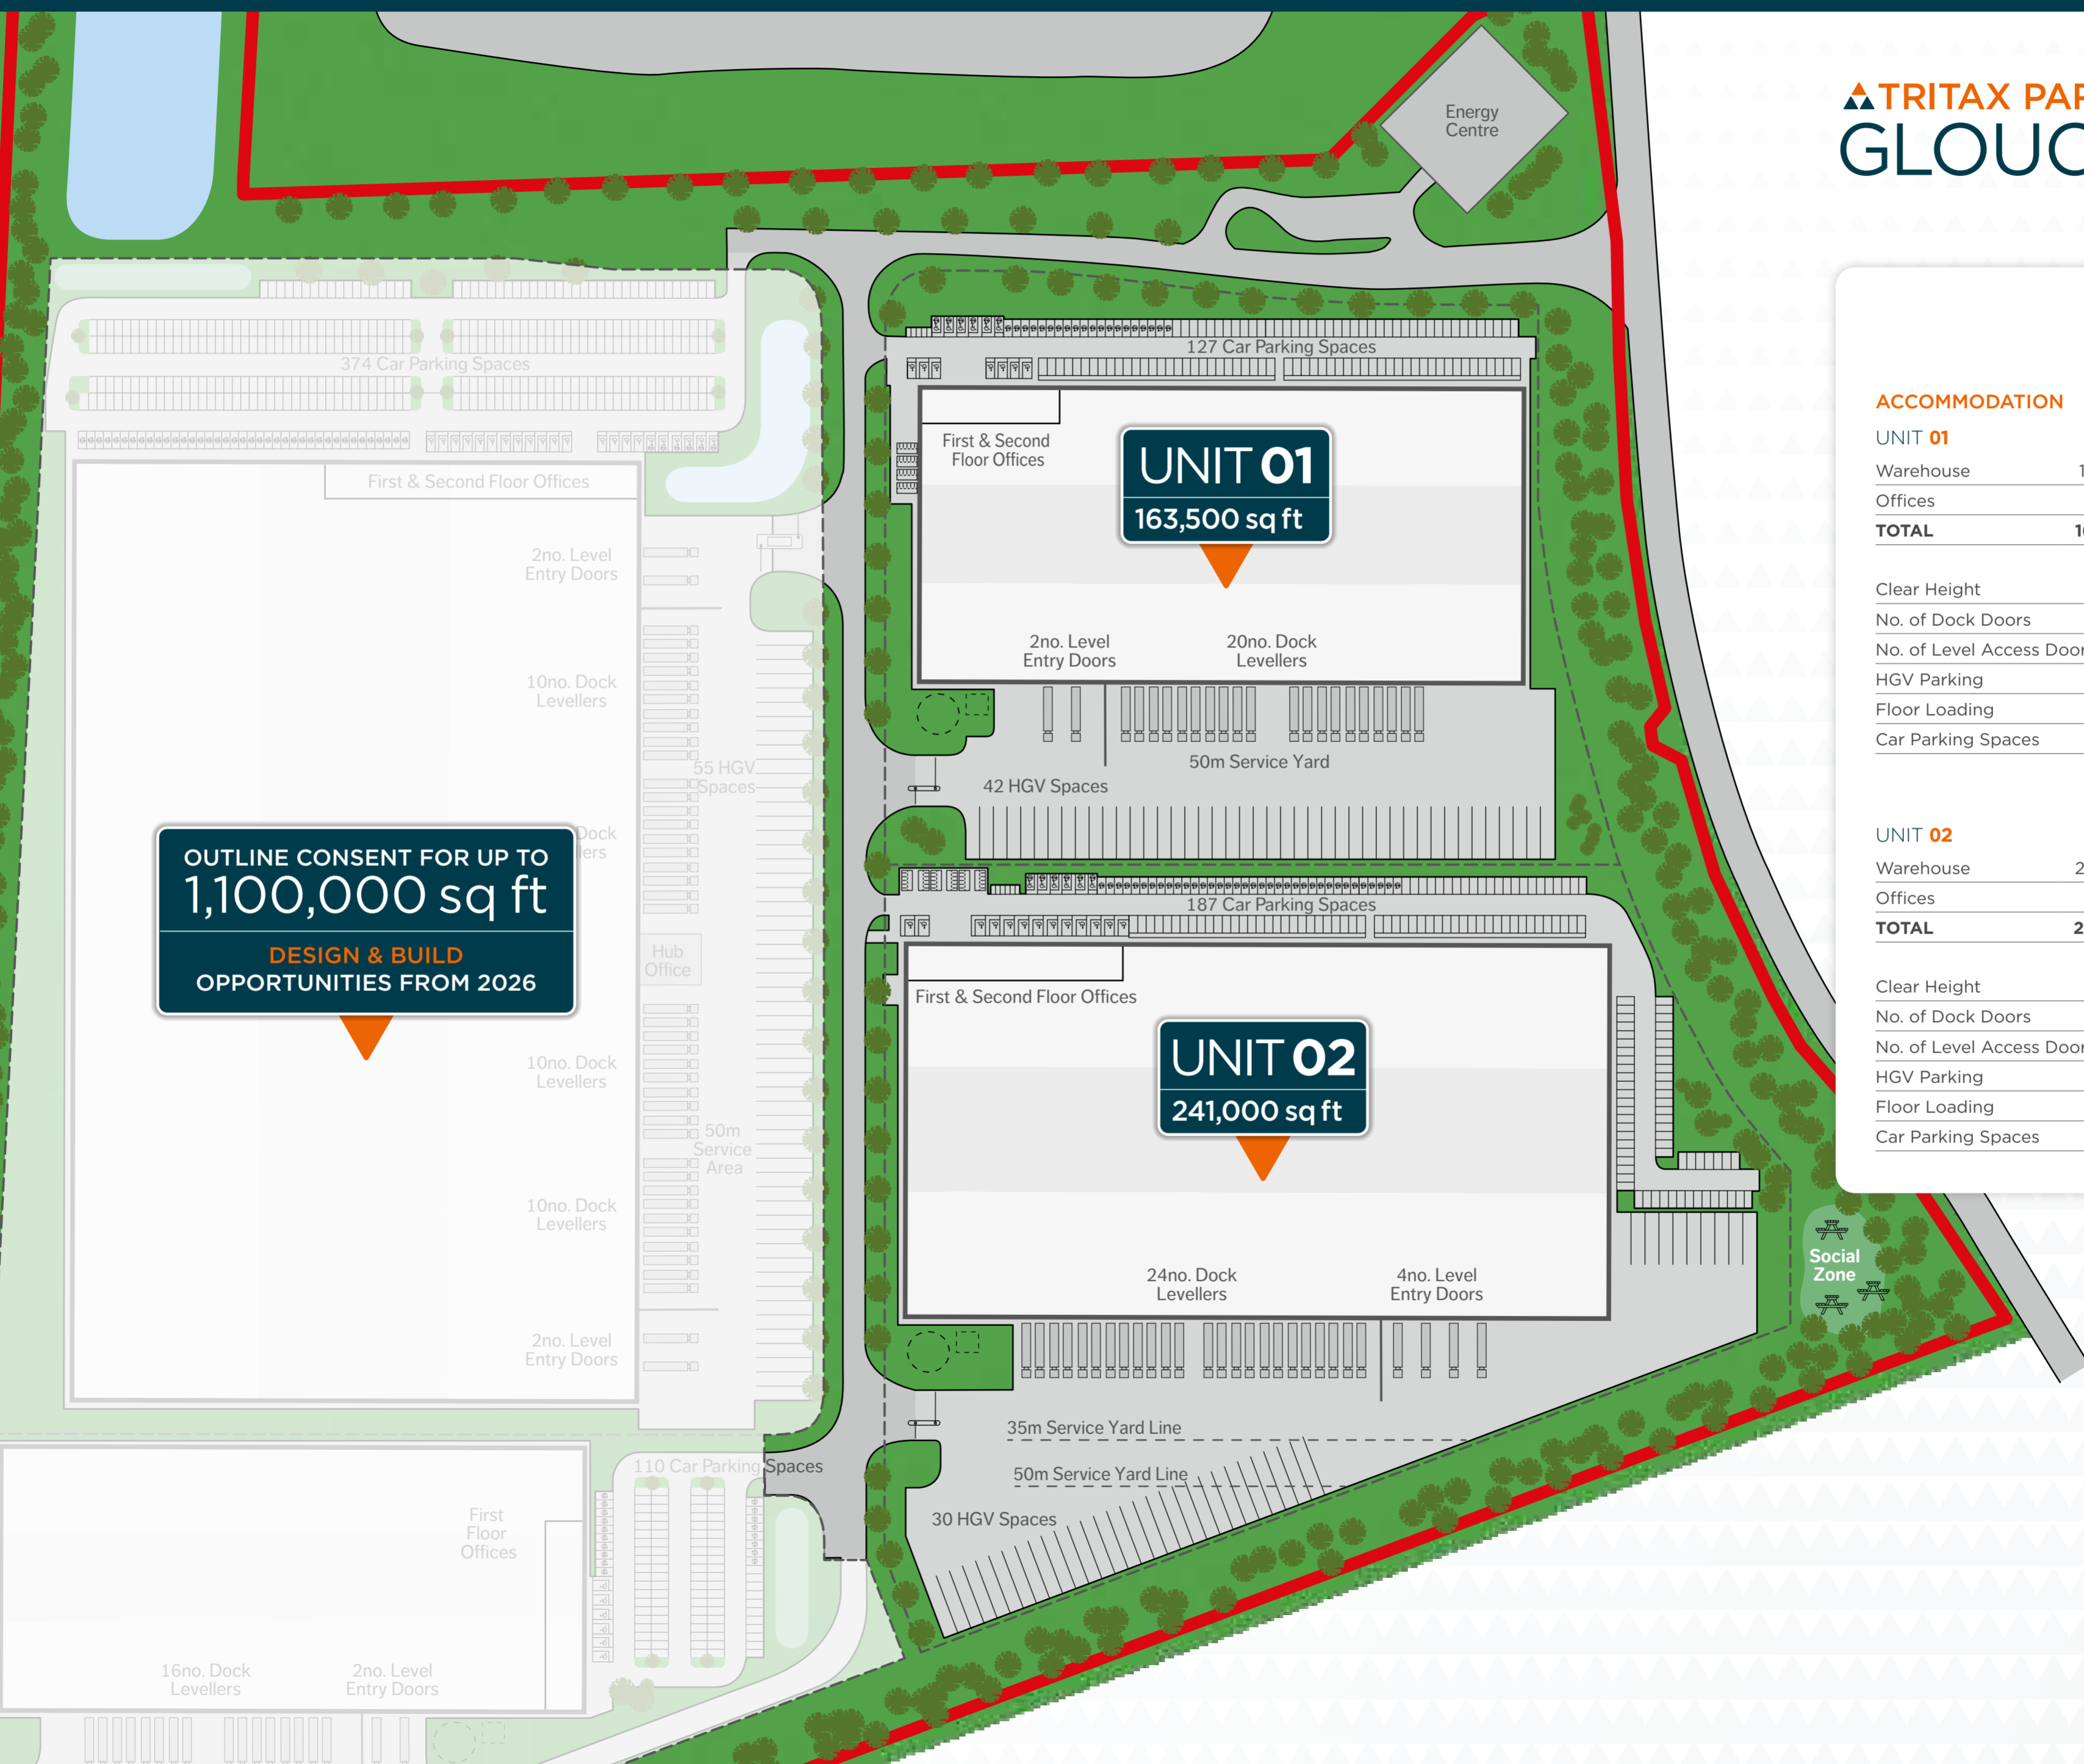 TRITAX PAR
GLOUC
Energy
Centre
374 Car Parking Spaces
127 Car Parking Spaces
First & Second Floor Offices
First & Second
Floor Offices
UNIT 01
163,500 sq ft
2no. Level
Entry Doors
10no. Dock
Levellers
2no. Level
Entry Doors
20no. Dock
Levellers
55 HGV
Spaces
50m Service Yard
42 HGV Spaces
Dock
llers
OUTLINE CONSENT FOR UP TO
1,100,000 sq ft
DESIGN & BUILD
OPPORTUNITIES FROM 2026
Hub
Office
187 Car Parking Spaces
First & Second Floor Offices
UNIT 02
241,000 sq ft
10no. Dock
Levellers
50m
Service
Area
10no. Dock
Levellers
2no. Level
Entry Doors
24no. Dock
Levellers
4no. Level
Entry Doors
Social
Zone
35m Service Yard Line
50m Service Yard Line
30 HGV Spaces
110 Car Parking Spaces
First
Floor
Offices
16no. Dock
Levellers
2no. Level
Entry Doors
ACCOMMODATION
UNIT 01
Warehouse 1
Offices
TOTAL 1
Clear Height
No. of Dock Doors
No. of Level Access Door
HGV Parking
Floor Loading
Car Parking Spaces
UNIT 02
Warehouse 2
Offices
TOTAL 2
Clear Height
No. of Dock Doors
No. of Level Access Door
HGV Parking
Floor Loading
Car Parking Spaces